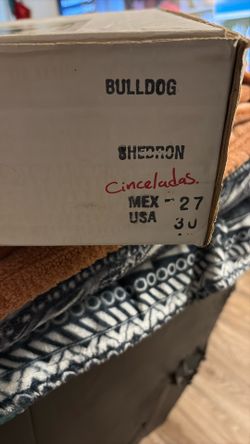 BULLDOG
SHEDRON
Cinceladas.
MEX - 27
USA 30